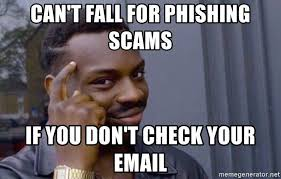 CAN'T FALL FOR PHISHING
SCAMS
IF YOU DON'T CHECK YOUR
EMAIL
memegenerator.net